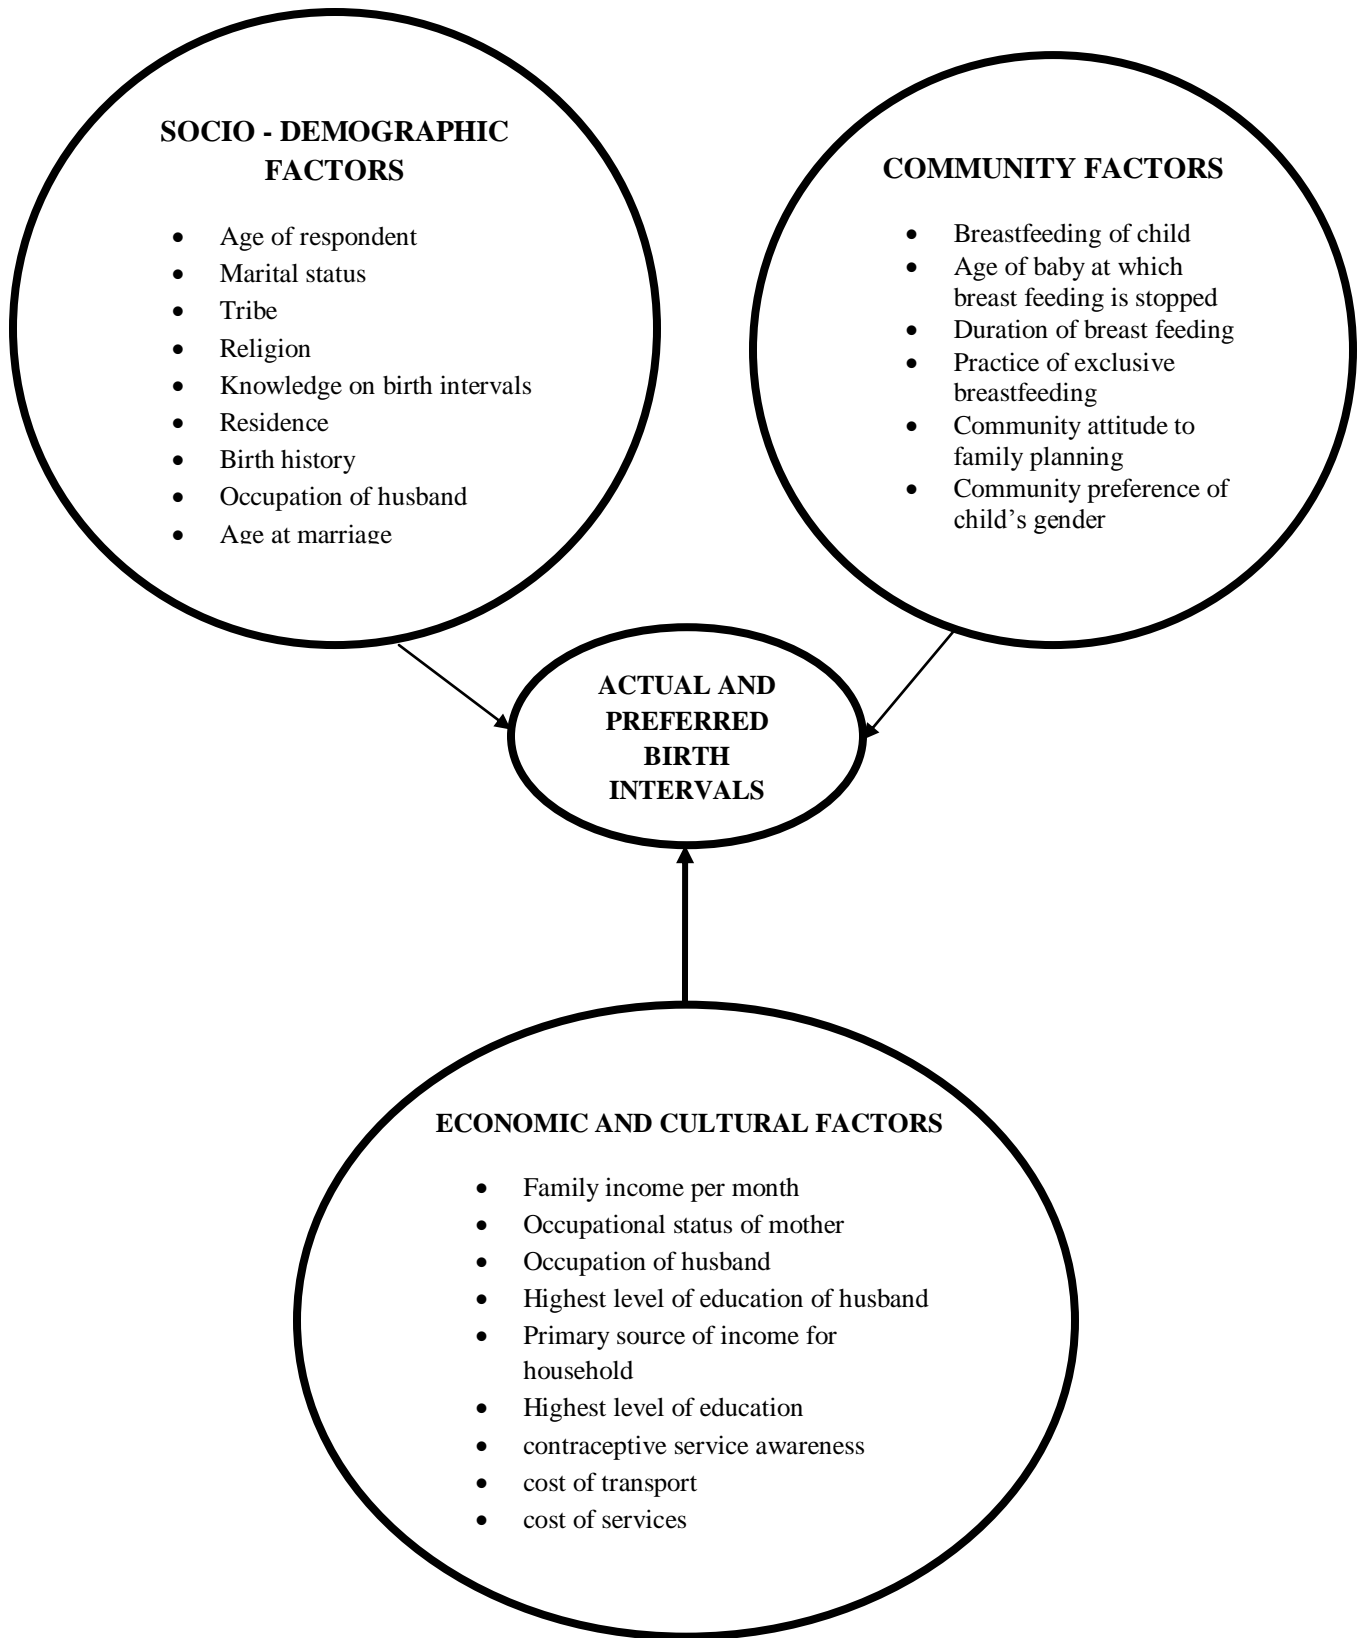 SOCIO - DEMOGRAPHIC
FACTORS
• Age of respondent
• Marital status
• Tribe
• Religion
• Knowledge on birth intervals
• Residence
• Birth history
• Occupation of husband
• Age at marriage
COMMUNITY FACTORS
• Breastfeeding of child
• Age of baby at which
breast feeding is stopped
• Duration of breast feeding
• Practice of exclusive
breastfeeding
• Community attitude to
family planning
• Community preference of
child’s gender
ACTUAL AND
PREFERRED
BIRTH
INTERVALS
ECONOMIC AND CULTURAL FACTORS
• Family income per month
• Occupational status of mother
• Occupation of husband
• Highest level of education of husband
• Primary source of income for
household
• Highest level of education
• contraceptive service awareness
• cost of transport
• cost of services